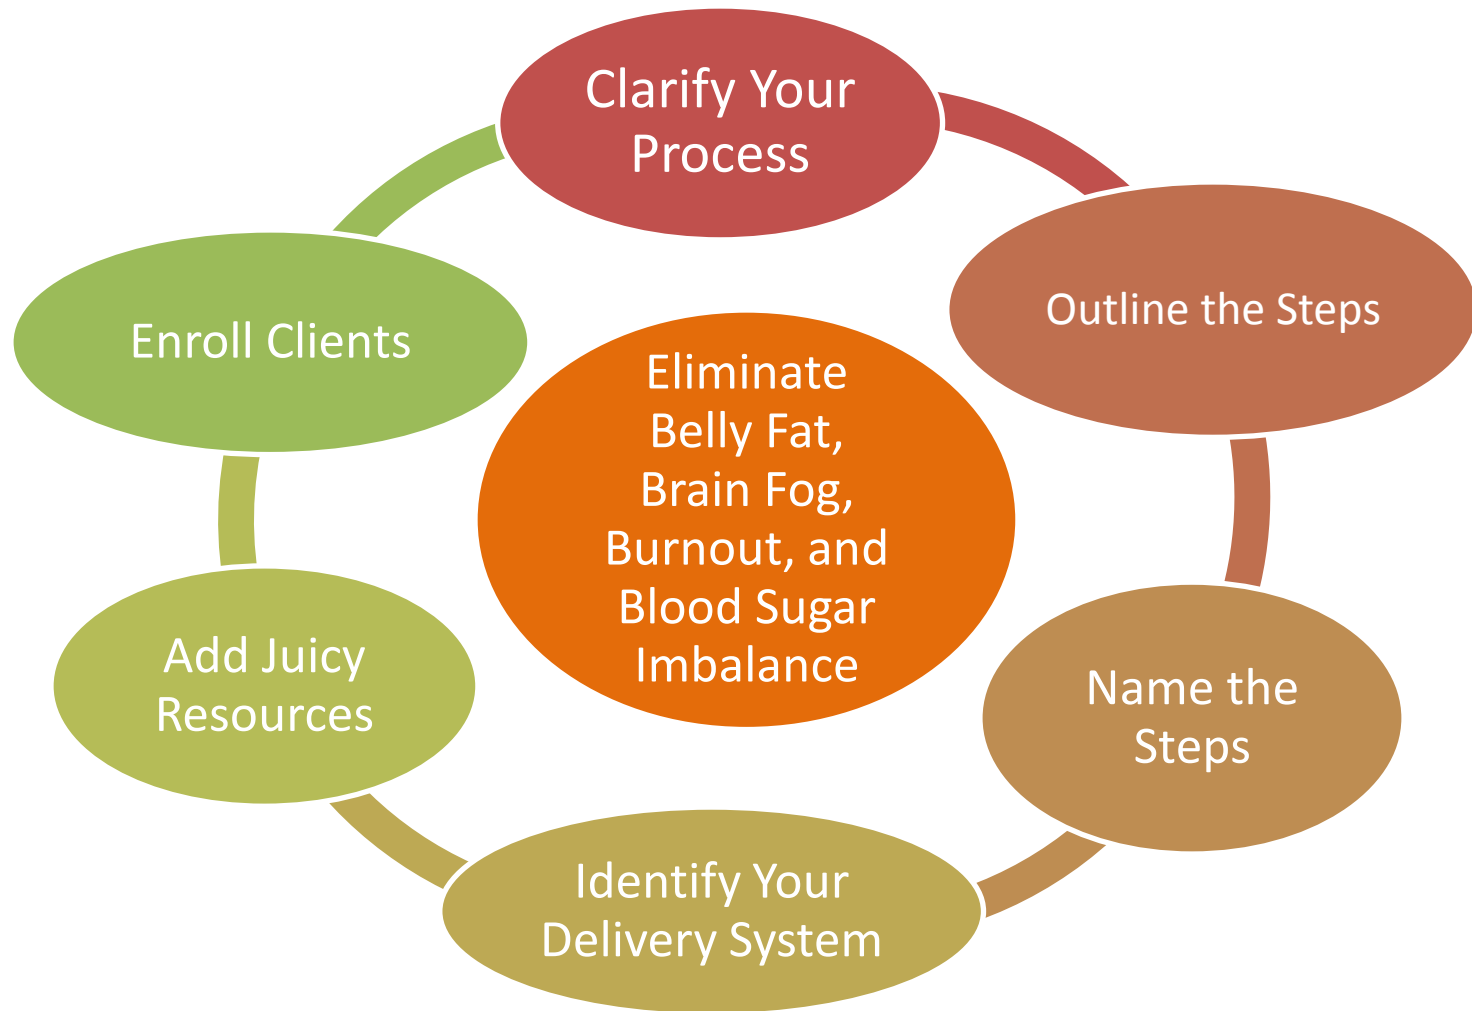 Clarify Your
Process
Outline the Steps
Name the
Steps
Identify Your
Delivery System
Add Juicy
Resources
Enroll Clients
Eliminate
Belly Fat,
Brain Fog,
Burnout, and
Blood Sugar
Imbalance